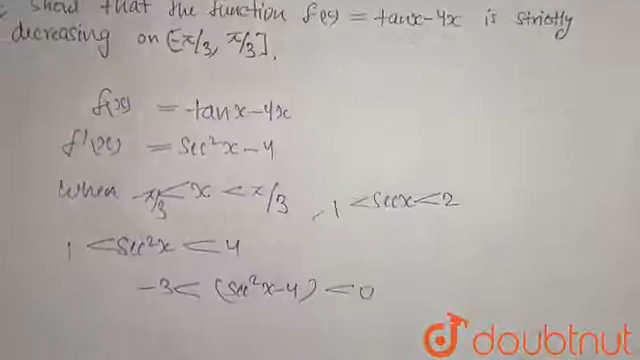 show that the function f(x) = tanx-4x is strictly
decreasing on [-π/3, π/3].
f(x) = tanx-4x
f'(x) = sec²x-4
When -π/3 < x < π/3 , 1 < secx < 2
1 < sec²x < 4
-3 < (sec²x-4) < 0
doubtnut